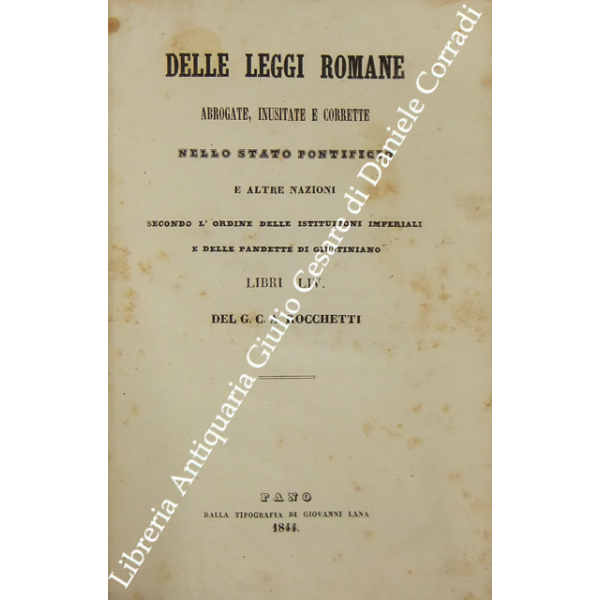 DELLE LEGGI ROMANE
ABROGATE, INUSITATE E CORRETTE
NELLO STATO PONTIFICIO
E ALTRE NAZIONI
SECONDO L' ORDINE DELLE ISTITUZIONI IMPERIALI
E DELLE PANDETTE DI GIUSTINIANO
LIBRI LIV.
DEL G. C. ROCCHETTI
FANO
DALLA TIPOGRAFIA DI GIOVANNI LANA
1844.
Libreria Antiquaria Giulio Cesare di Daniele Corradi